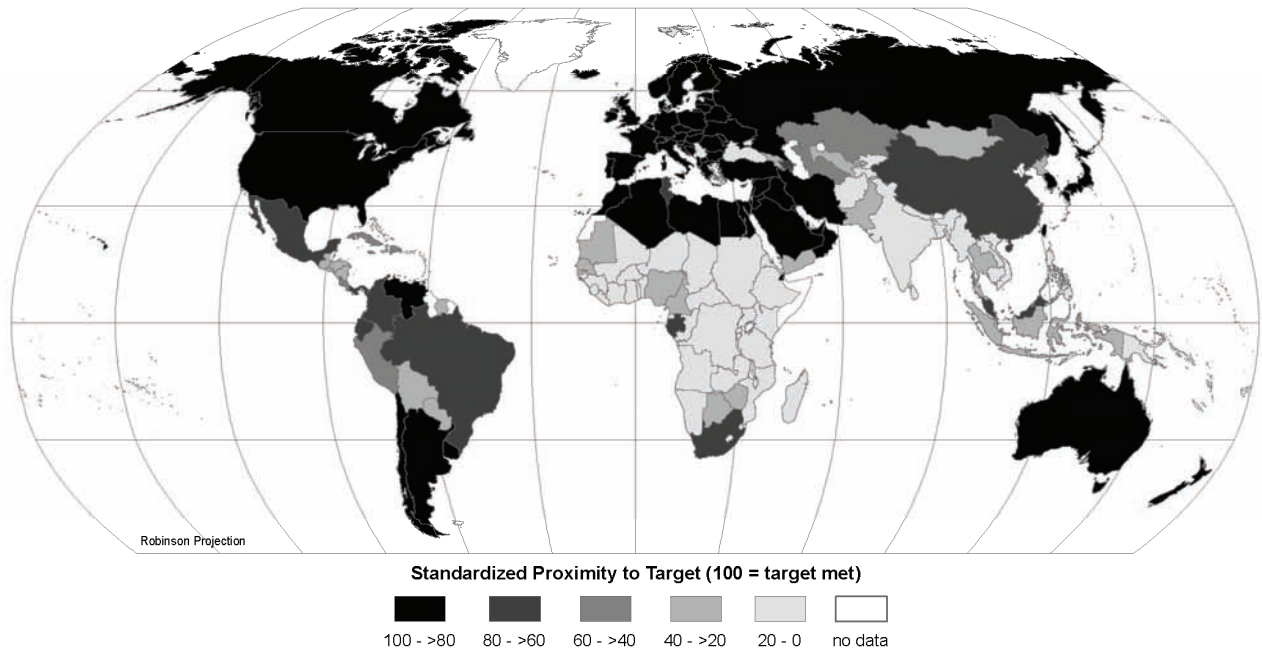 Robinson Projection
Standardized Proximity to Target (100 = target met)
100 - >80 80 - >60 60 - >40 40 - >20 20 - 0 no data